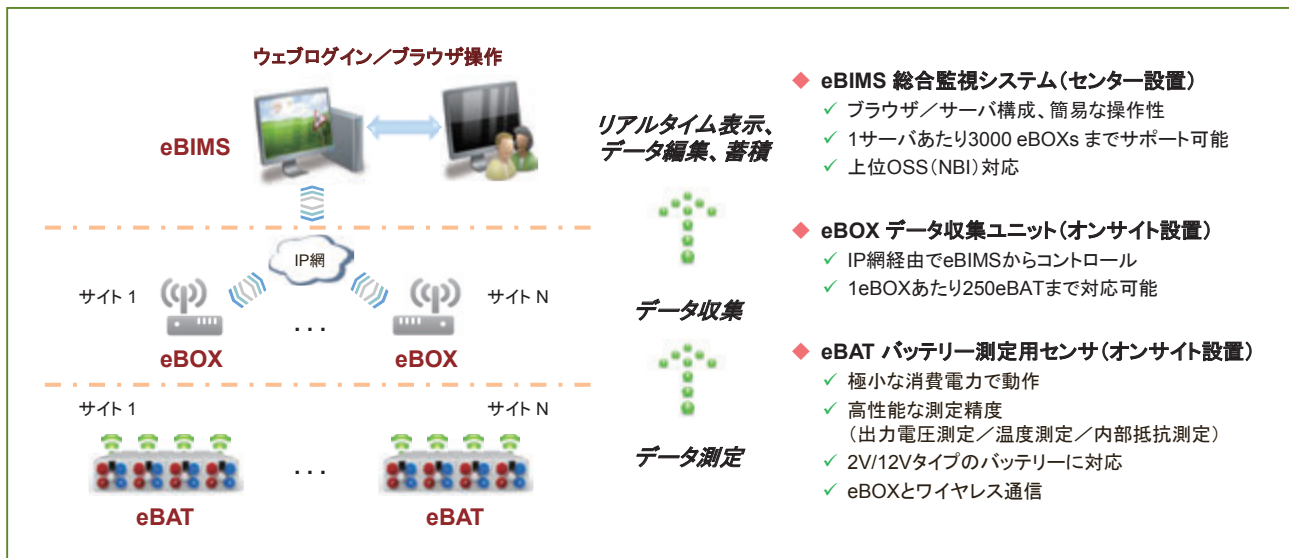 ウェブログイン／ブラウザ操作
eBIMS
IP網
サイト 1
サイト N
. . .
eBOX
eBOX
サイト 1
サイト N
. . .
eBAT
eBAT
リアルタイム表示、
データ編集、蓄積
データ収集
データ測定
◆ eBIMS 総合監視システム（センター設置）
✓ ブラウザ／サーバ構成、簡易な操作性
✓ 1サーバあたり3000 eBOXs までサポート可能
✓ 上位OSS（NBI）対応
◆ eBOX データ収集ユニット（オンサイト設置）
✓ IP網経由でeBIMSからコントロール
✓ 1eBOXあたり250eBATまで対応可能
◆ eBAT バッテリー測定用センサ（オンサイト設置）
✓ 極小な消費電力で動作
✓ 高性能な測定精度
（出力電圧測定／温度測定／内部抵抗測定）
✓ 2V/12Vタイプのバッテリーに対応
✓ eBOXとワイヤレス通信